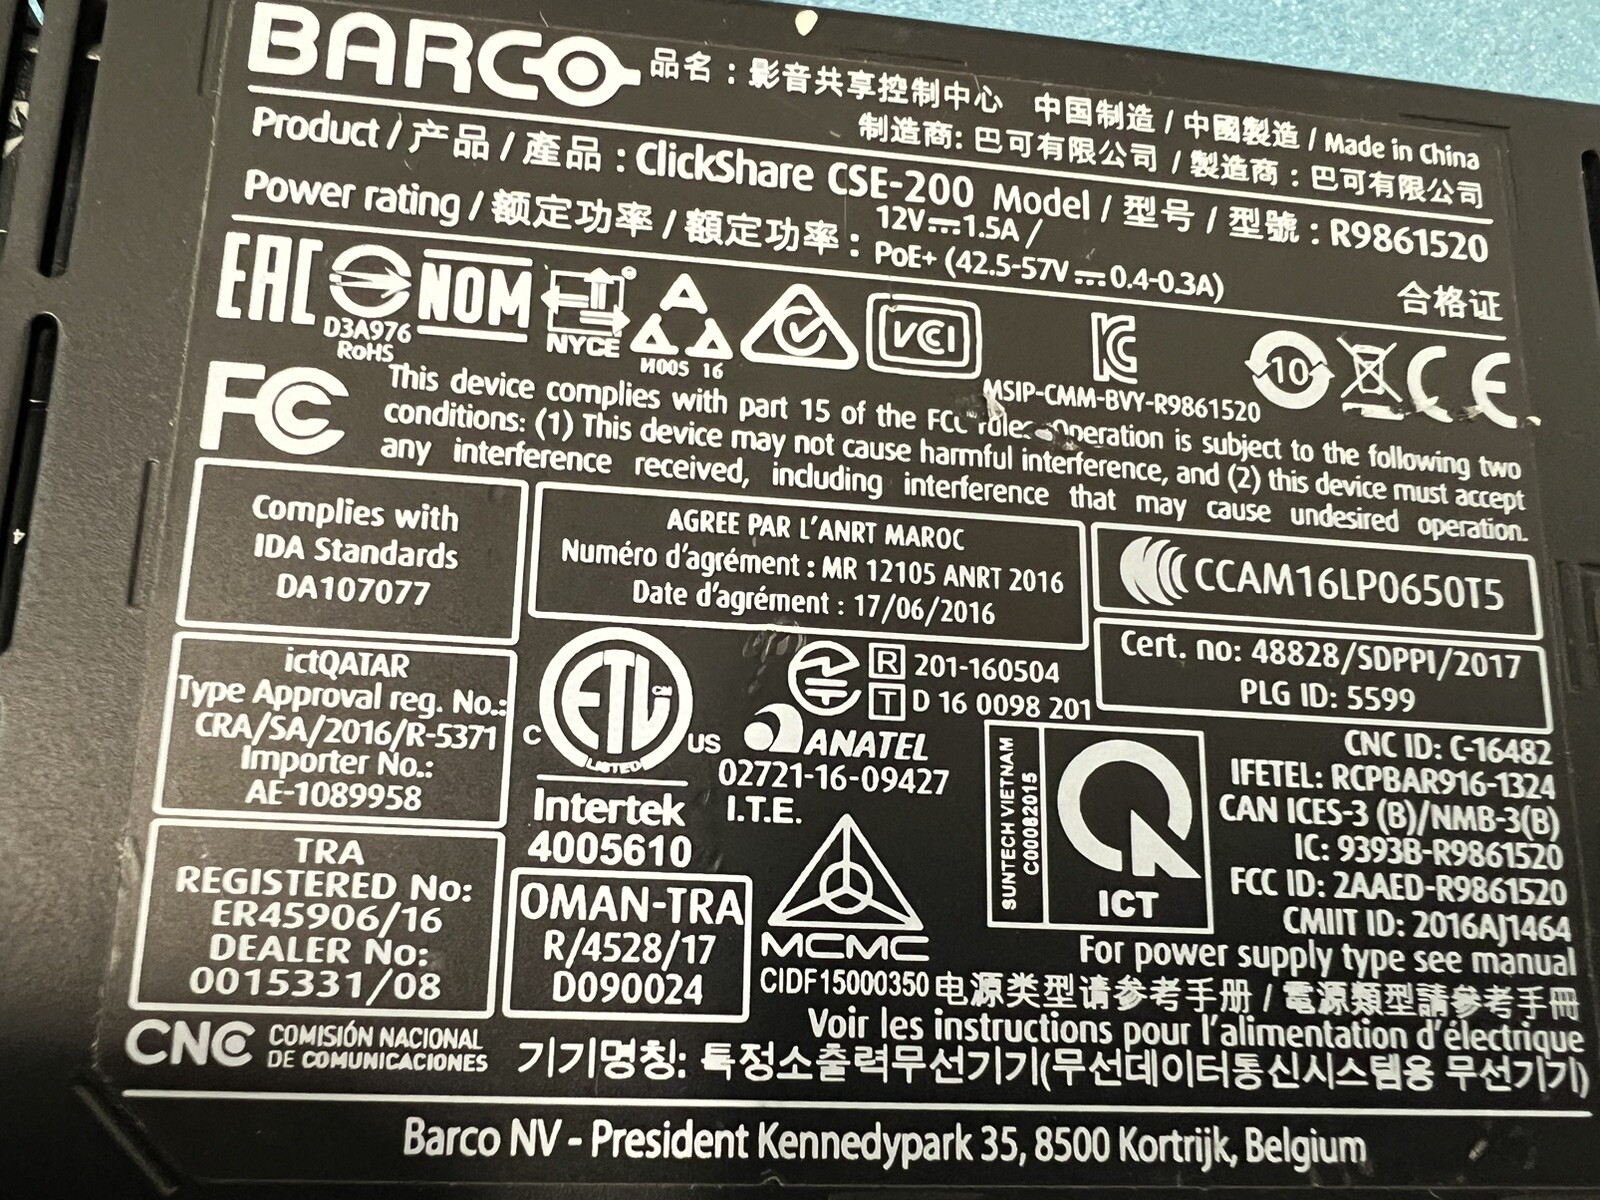 BARCO
品名：影音共享控制中心 中国制造 / 中國製造 / Made in China
制造商: 巴可有限公司 / 製造商：巴可有限公司
Product / 产品 / 產品 : ClickShare CSE-200 Model / 型号 / 型號 : R9861520
Power rating / 额定功率 / 額定功率 : 12V⎓1.5A /
PoE+ (42.5-57V⎓0.4-0.3A)
合格证
EAC
D3A976
RoHS
NOM
NYCE
H005 16
VCI
MSIP-CMM-BVY-R9861520
10
CE
FC
This device complies with part 15 of the FCC rules. Operation is subject to the following two
conditions: (1) This device may not cause harmful interference, and (2) this device must accept
any interference received, including interference that may cause undesired operation.
Complies with
IDA Standards
DA107077
AGREE PAR L'ANRT MAROC
Numéro d'agrément : MR 12105 ANRT 2016
Date d'agrément : 17/06/2016
CCAM16LP0650T5
Cert. no: 48828/SDPPI/2017
PLG ID: 5599
ictQATAR
Type Approval reg. No.:
CRA/SA/2016/R-5371
Importer No.:
AE-1089958
C ETL CM US
LISTED
Intertek
4005610
R 201-160504
T D 16 0098 201
ANATEL
02721-16-09427
I.T.E.
SUNTECH VIETNAM
C00082015
ICT
CNC ID: C-16482
IFETEL: RCPBAR916-1324
CAN ICES-3 (B)/NMB-3(B)
IC: 9393B-R9861520
FCC ID: 2AAED-R9861520
CMIIT ID: 2016AJ1464
TRA
REGISTERED No:
ER45906/16
DEALER No:
0015331/08
OMAN-TRA
R/4528/17
D090024
MCMC
CIDF15000350
For power supply type see manual
电源类型请参考手册 / 電源類型請參考手冊
Voir les instructions pour l'alimentation d'électrique
CNC COMISIÓN NACIONAL
DE COMUNICACIONES
기기명칭: 특정소출력무선기기(무선데이터통신시스템용 무선기기)
Barco NV - President Kennedypark 35, 8500 Kortrijk, Belgium